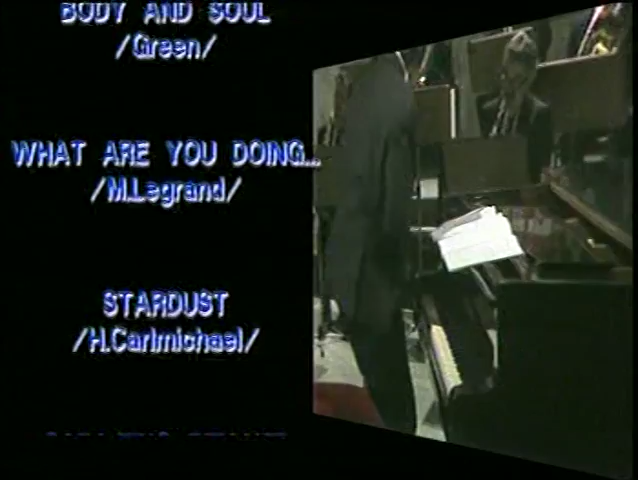 BODY AND SOUL
/Green/
WHAT ARE YOU DOING...
/M.Legrand/
STARDUST
/H.Carlmichael/